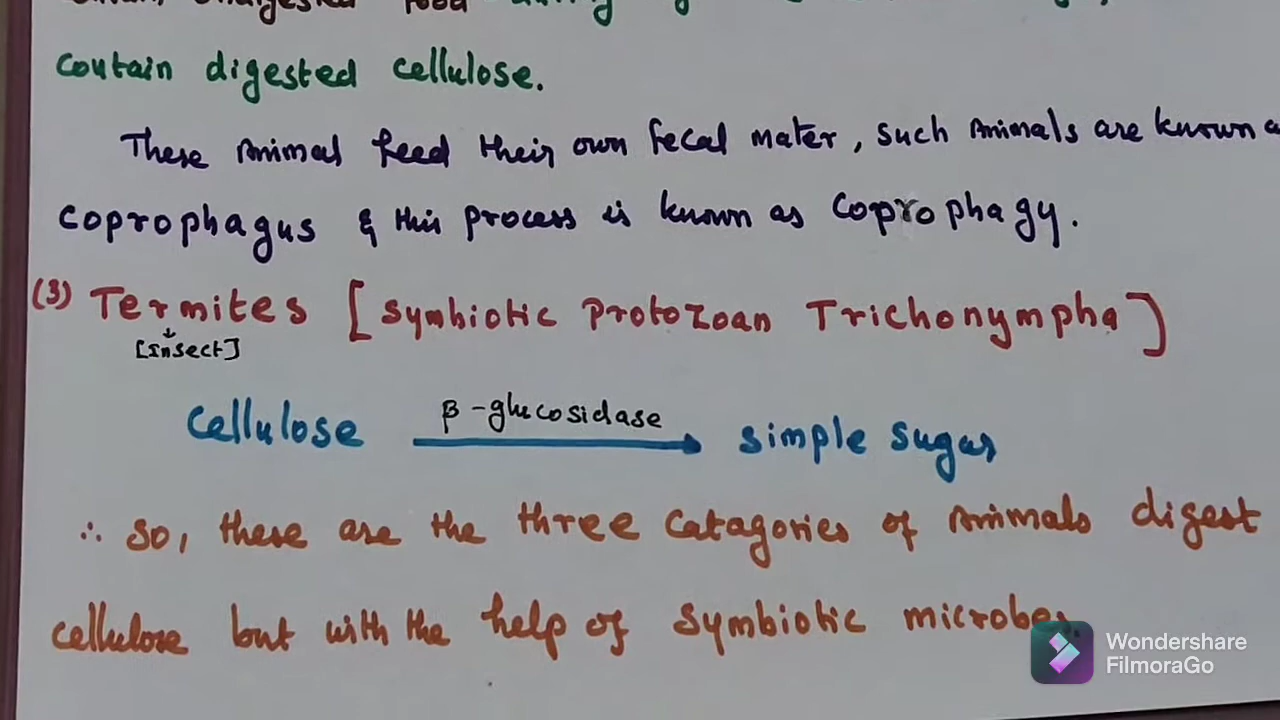 food
contain digested cellulose.
These Animal feed their own fecal mater, such Animals are known
coprophagus & this process is known as coprophagy.
(3) Termites [symbiotic protozoan Trichonympha]
[Insect]
β-glucosidase
cellulose simple sugar
∴ so, these are the three catagories of Animals digest
cellulose but with the help of symbiotic microbes
Wondershare
FilmoraGo